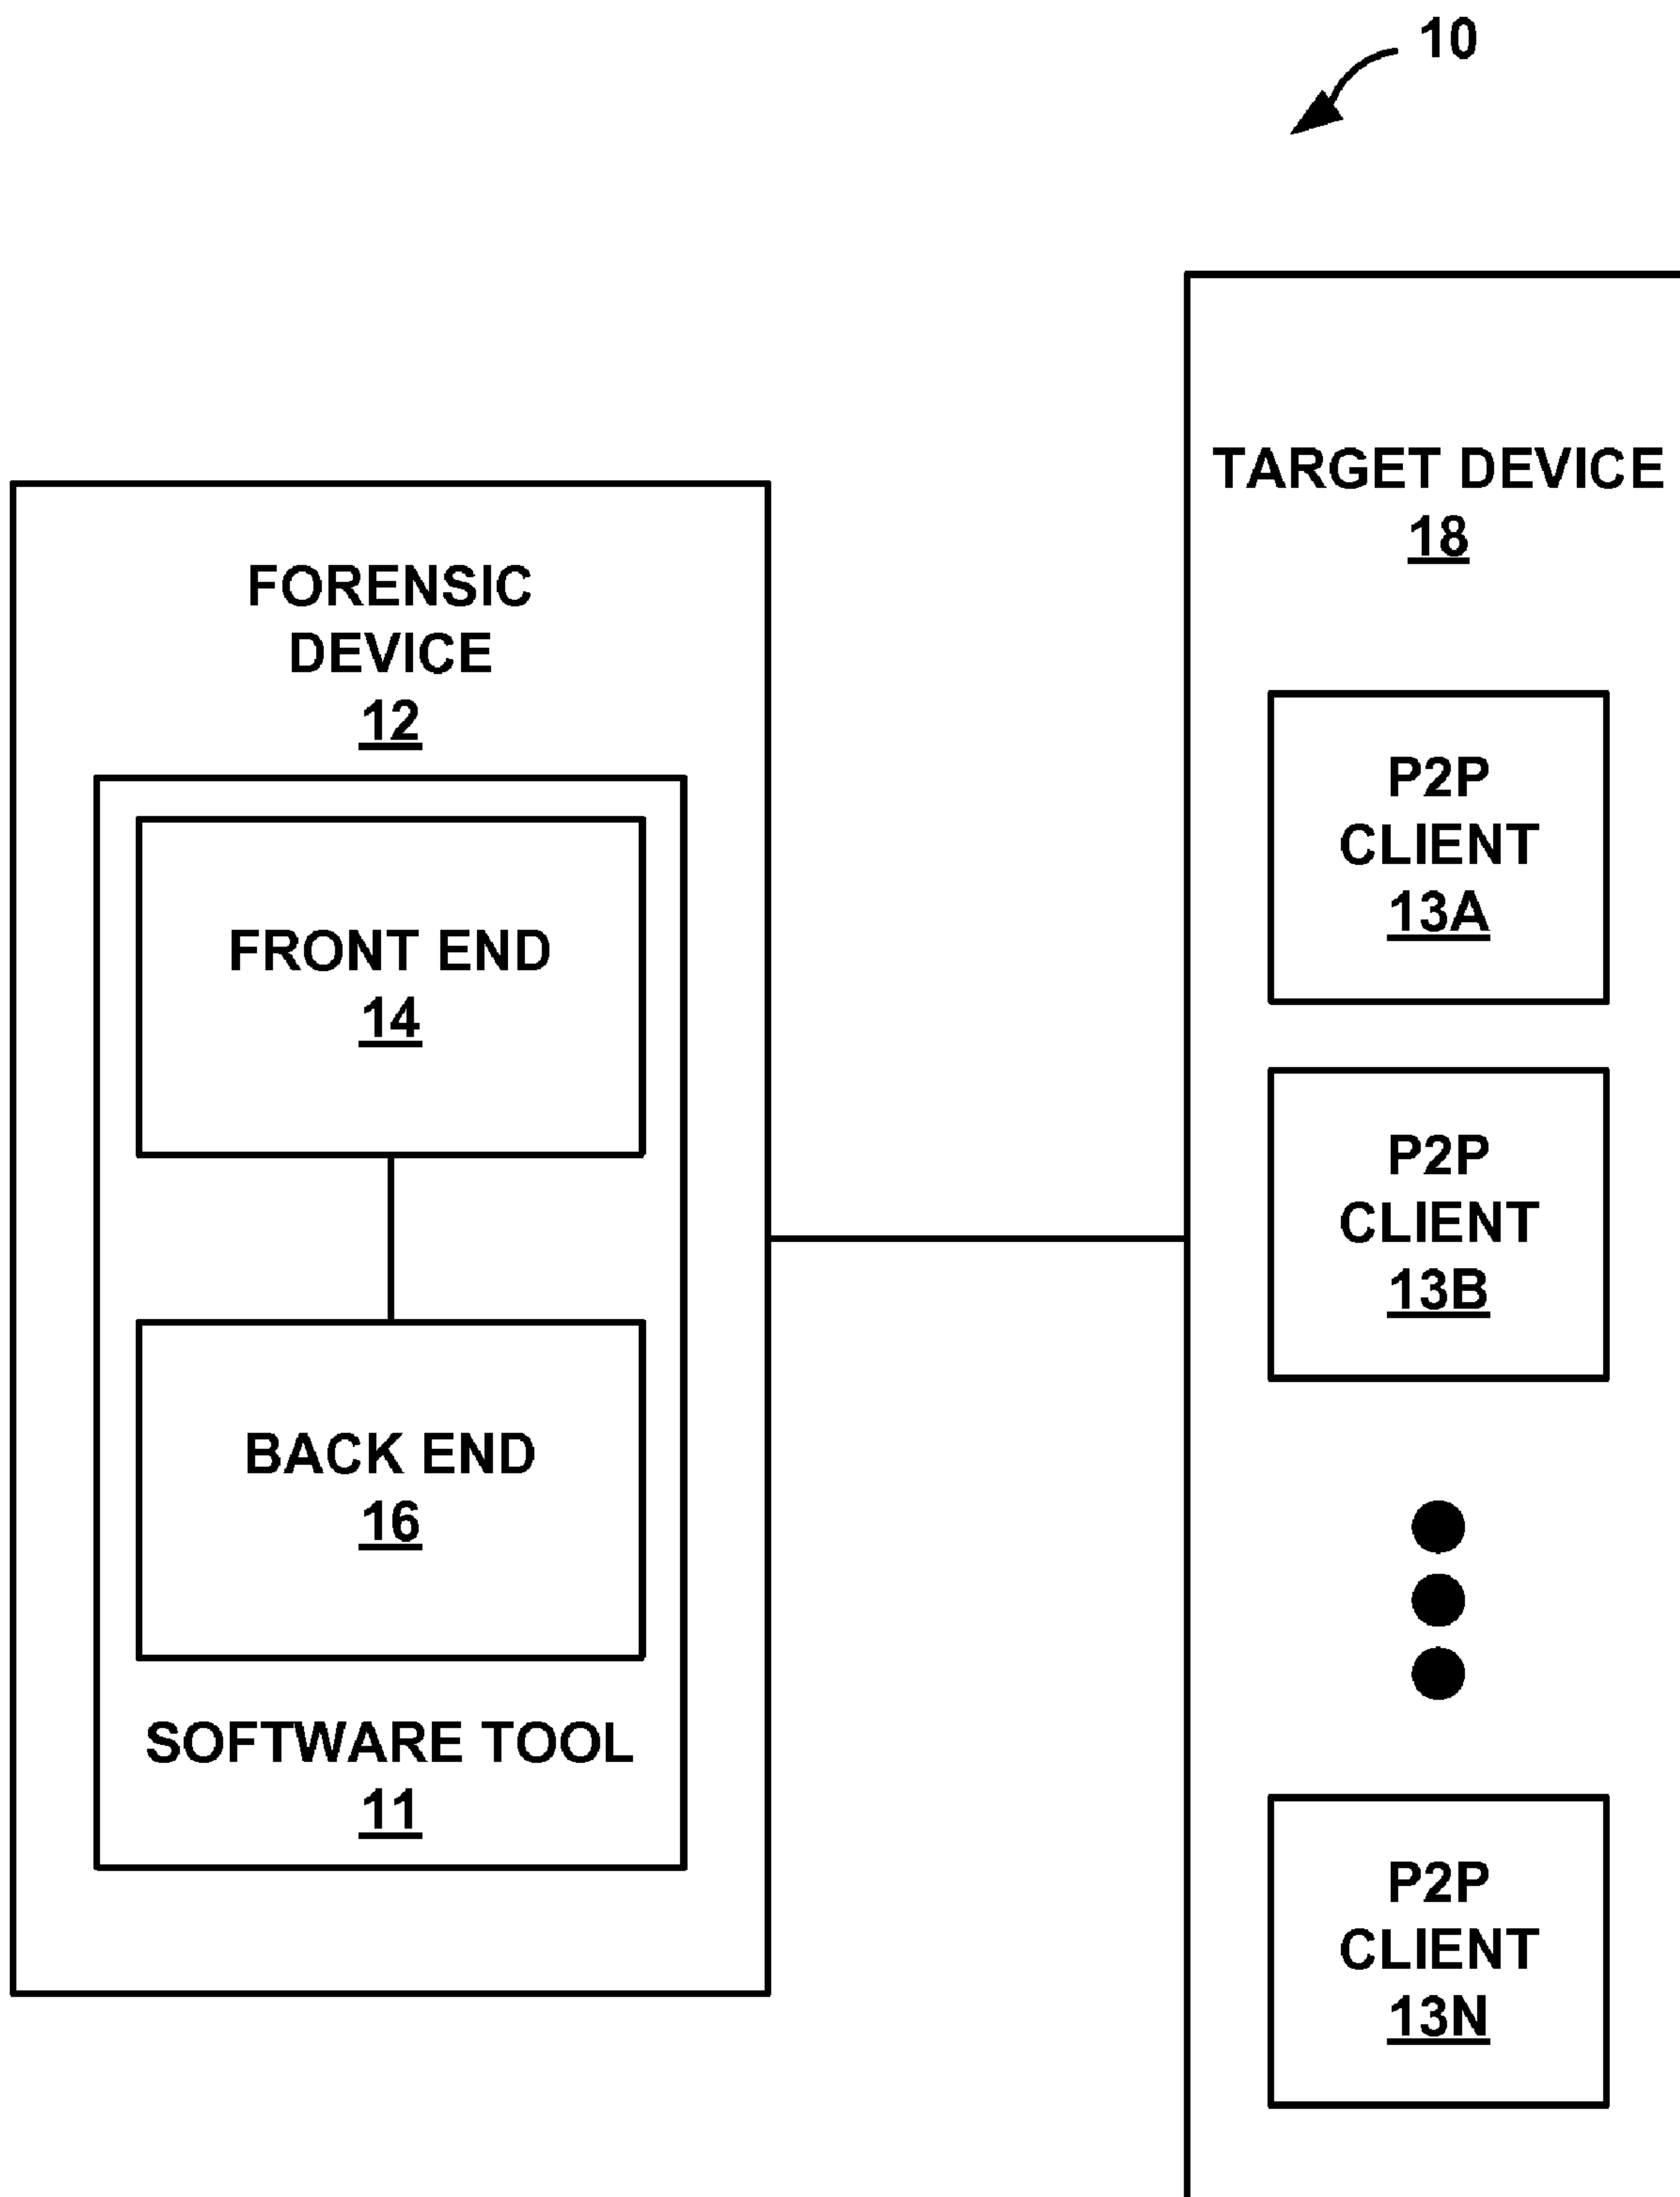 10
FORENSIC
DEVICE
12
FRONT END
14
BACK END
16
SOFTWARE TOOL
11
TARGET DEVICE
18
P2P
CLIENT
13A
P2P
CLIENT
13B
P2P
CLIENT
13N